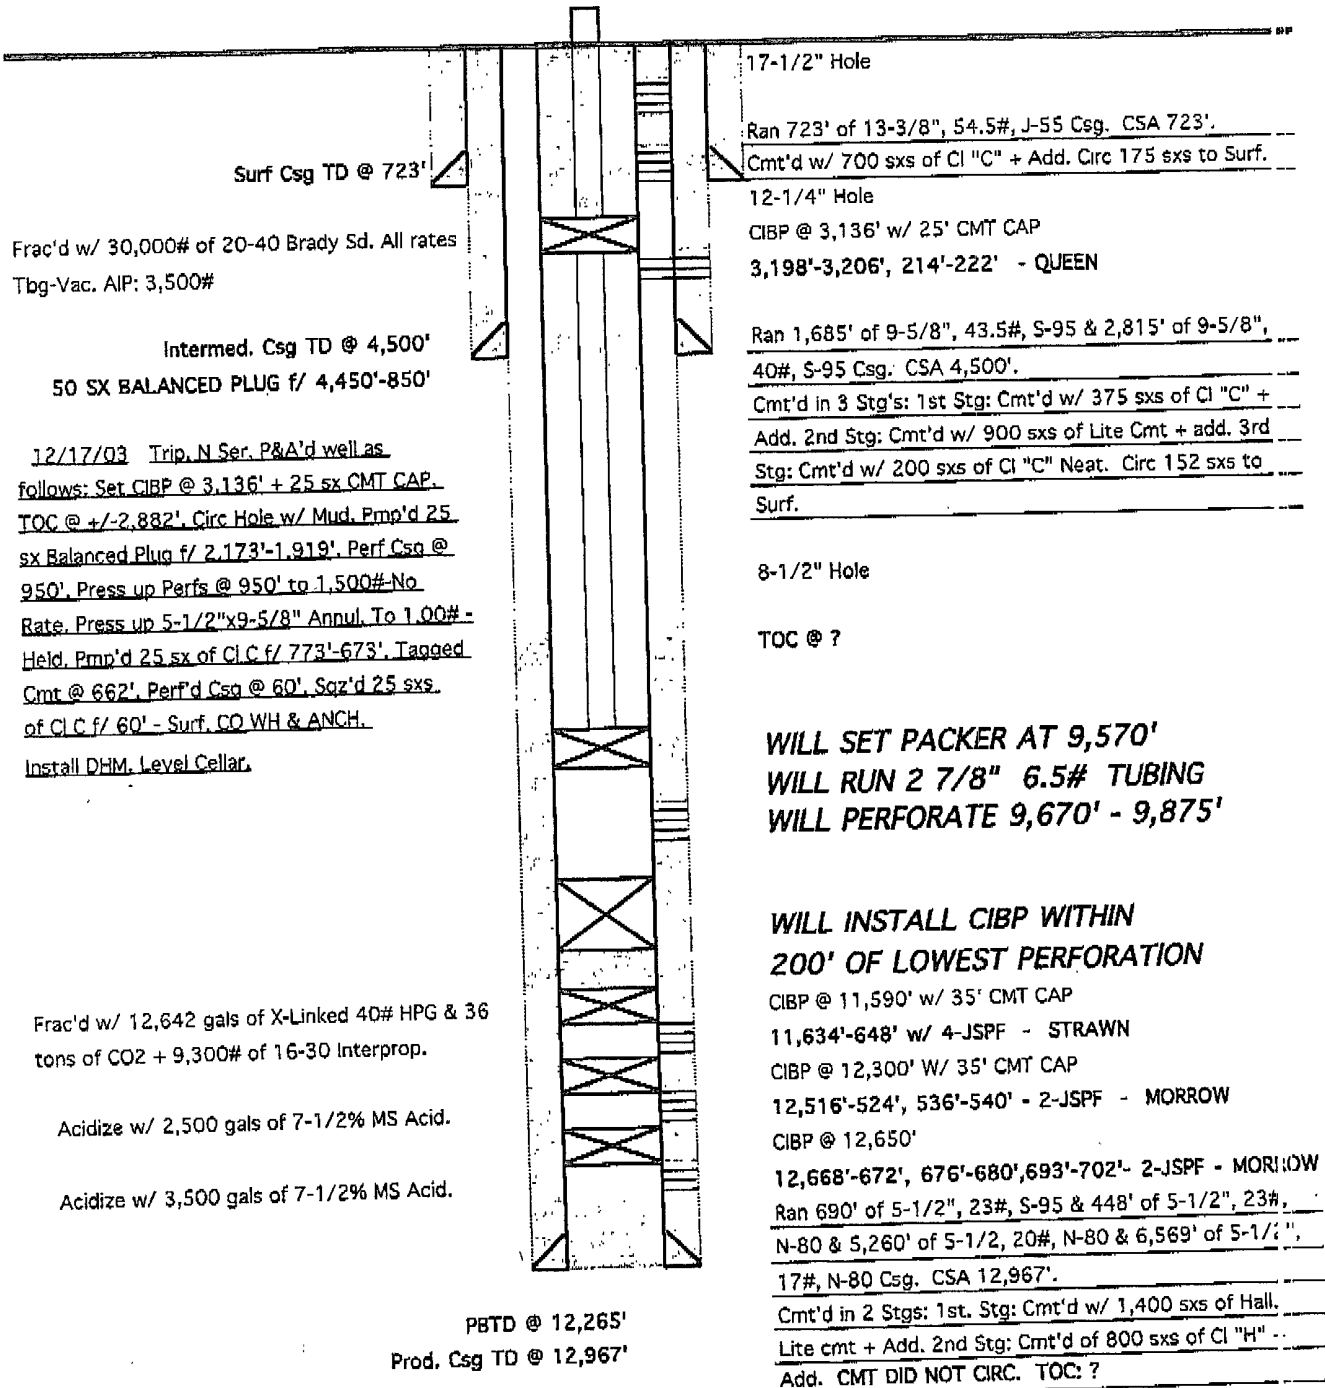 17-1/2" Hole
Ran 723' of 13-3/8", 54.5#, J-55 Csg. CSA 723'.
Cmt'd w/ 700 sxs of Cl "C" + Add. Circ 175 sxs to Surf.
Surf Csg TD @ 723'
12-1/4" Hole
CIBP @ 3,136' w/ 25' CMT CAP
3,198'-3,206', 214'-222' - QUEEN
Frac'd w/ 30,000# of 20-40 Brady Sd. All rates
Tbg-Vac. AIP: 3,500#
Intermed. Csg TD @ 4,500'
50 SX BALANCED PLUG f/ 4,450'-850'
Ran 1,685' of 9-5/8", 43.5#, S-95 & 2,815' of 9-5/8",
40#, S-95 Csg. CSA 4,500'.
Cmt'd in 3 Stg's: 1st Stg: Cmt'd w/ 375 sxs of Cl "C" +
Add. 2nd Stg: Cmt'd w/ 900 sxs of Lite Cmt + add. 3rd
Stg: Cmt'd w/ 200 sxs of Cl "C" Neat. Circ 152 sxs to
Surf.
12/17/03 Trip. N Ser. P&A'd well as
follows: Set CIBP @ 3,136' + 25 sx CMT CAP.
TOC @ +/-2,882'. Circ Hole w/ Mud. Pmp'd 25
sx Balanced Plug f/ 2,173'-1,919'. Perf Csg @
950'. Press up Perfs @ 950' to 1,500#-No
Rate. Press up 5-1/2"x9-5/8" Annul. To 1.00# -
Held. Pmp'd 25 sx of Cl C f/ 773'-673'. Tagged
Cmt @ 662'. Perf'd Csg @ 60'. Sqz'd 25 sxs
of Cl C f/ 60' - Surf. CO WH & ANCH.
Install DHM. Level Cellar.
8-1/2" Hole
TOC @ ?
WILL SET PACKER AT 9,570'
WILL RUN 2 7/8" 6.5# TUBING
WILL PERFORATE 9,670' - 9,875'
WILL INSTALL CIBP WITHIN
200' OF LOWEST PERFORATION
CIBP @ 11,590' w/ 35' CMT CAP
11,634'-648' w/ 4-JSPF - STRAWN
CIBP @ 12,300' W/ 35' CMT CAP
12,516'-524', 536'-540' - 2-JSPF - MORROW
CIBP @ 12,650'
12,668'-672', 676'-680',693'-702'- 2-JSPF - MORROW
Frac'd w/ 12,642 gals of X-Linked 40# HPG & 36
tons of CO2 + 9,300# of 16-30 Interprop.
Acidize w/ 2,500 gals of 7-1/2% MS Acid.
Acidize w/ 3,500 gals of 7-1/2% MS Acid.
Ran 690' of 5-1/2", 23#, S-95 & 448' of 5-1/2", 23#,
N-80 & 5,260' of 5-1/2, 20#, N-80 & 6,569' of 5-1/2",
17#, N-80 Csg. CSA 12,967'.
Cmt'd in 2 Stgs: 1st. Stg: Cmt'd w/ 1,400 sxs of Hall.
Lite cmt + Add. 2nd Stg: Cmt'd of 800 sxs of Cl "H" -
Add. CMT DID NOT CIRC. TOC: ?
PBTD @ 12,265'
Prod. Csg TD @ 12,967'